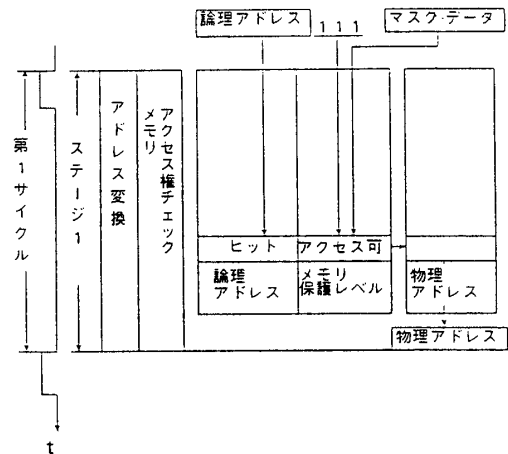 論理アドレス
111
マスク・データ
第1サイクル
ステージ1
アドレス変換
メモリ
アクセス権チェック
ヒット
アクセス可
論理
アドレス
メモリ
保護レベル
物理
アドレス
物理アドレス
t